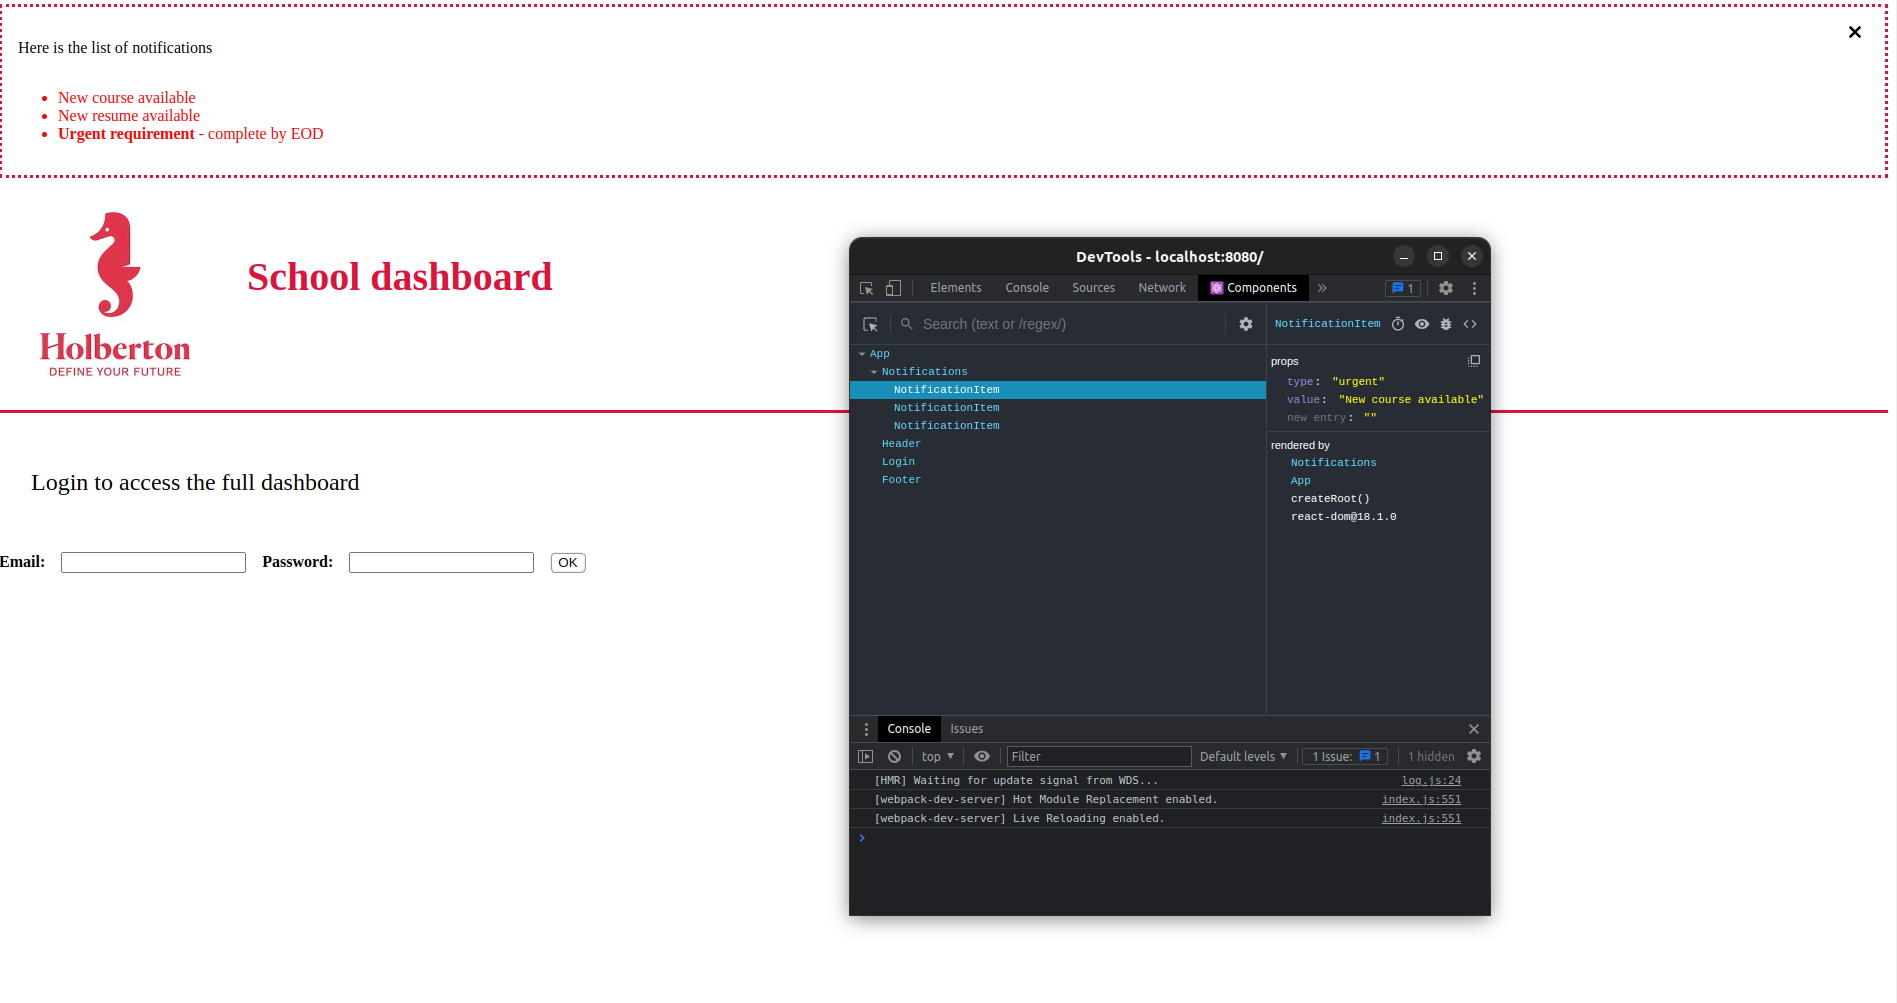 Here is the list of notifications
New course available
New resume available
Urgent requirement - complete by EOD
Holberton
DEFINE YOUR FUTURE
School dashboard
Login to access the full dashboard
Email:
Password:
OK
DevTools - localhost:8080/
Elements Console Sources Network Components » 1
Search (text or /regex/)
App
Notifications
NotificationItem
NotificationItem
NotificationItem
Header
Login
Footer
NotificationItem
props
type: "urgent"
value: "New course available"
new entry: ""
rendered by
Notifications
App
createRoot()
react-dom@18.1.0
Console Issues
top Filter Default levels 1 Issue: 1 1 hidden
[HMR] Waiting for update signal from WDS... log.js:24
[webpack-dev-server] Hot Module Replacement enabled. index.js:551
[webpack-dev-server] Live Reloading enabled. index.js:551